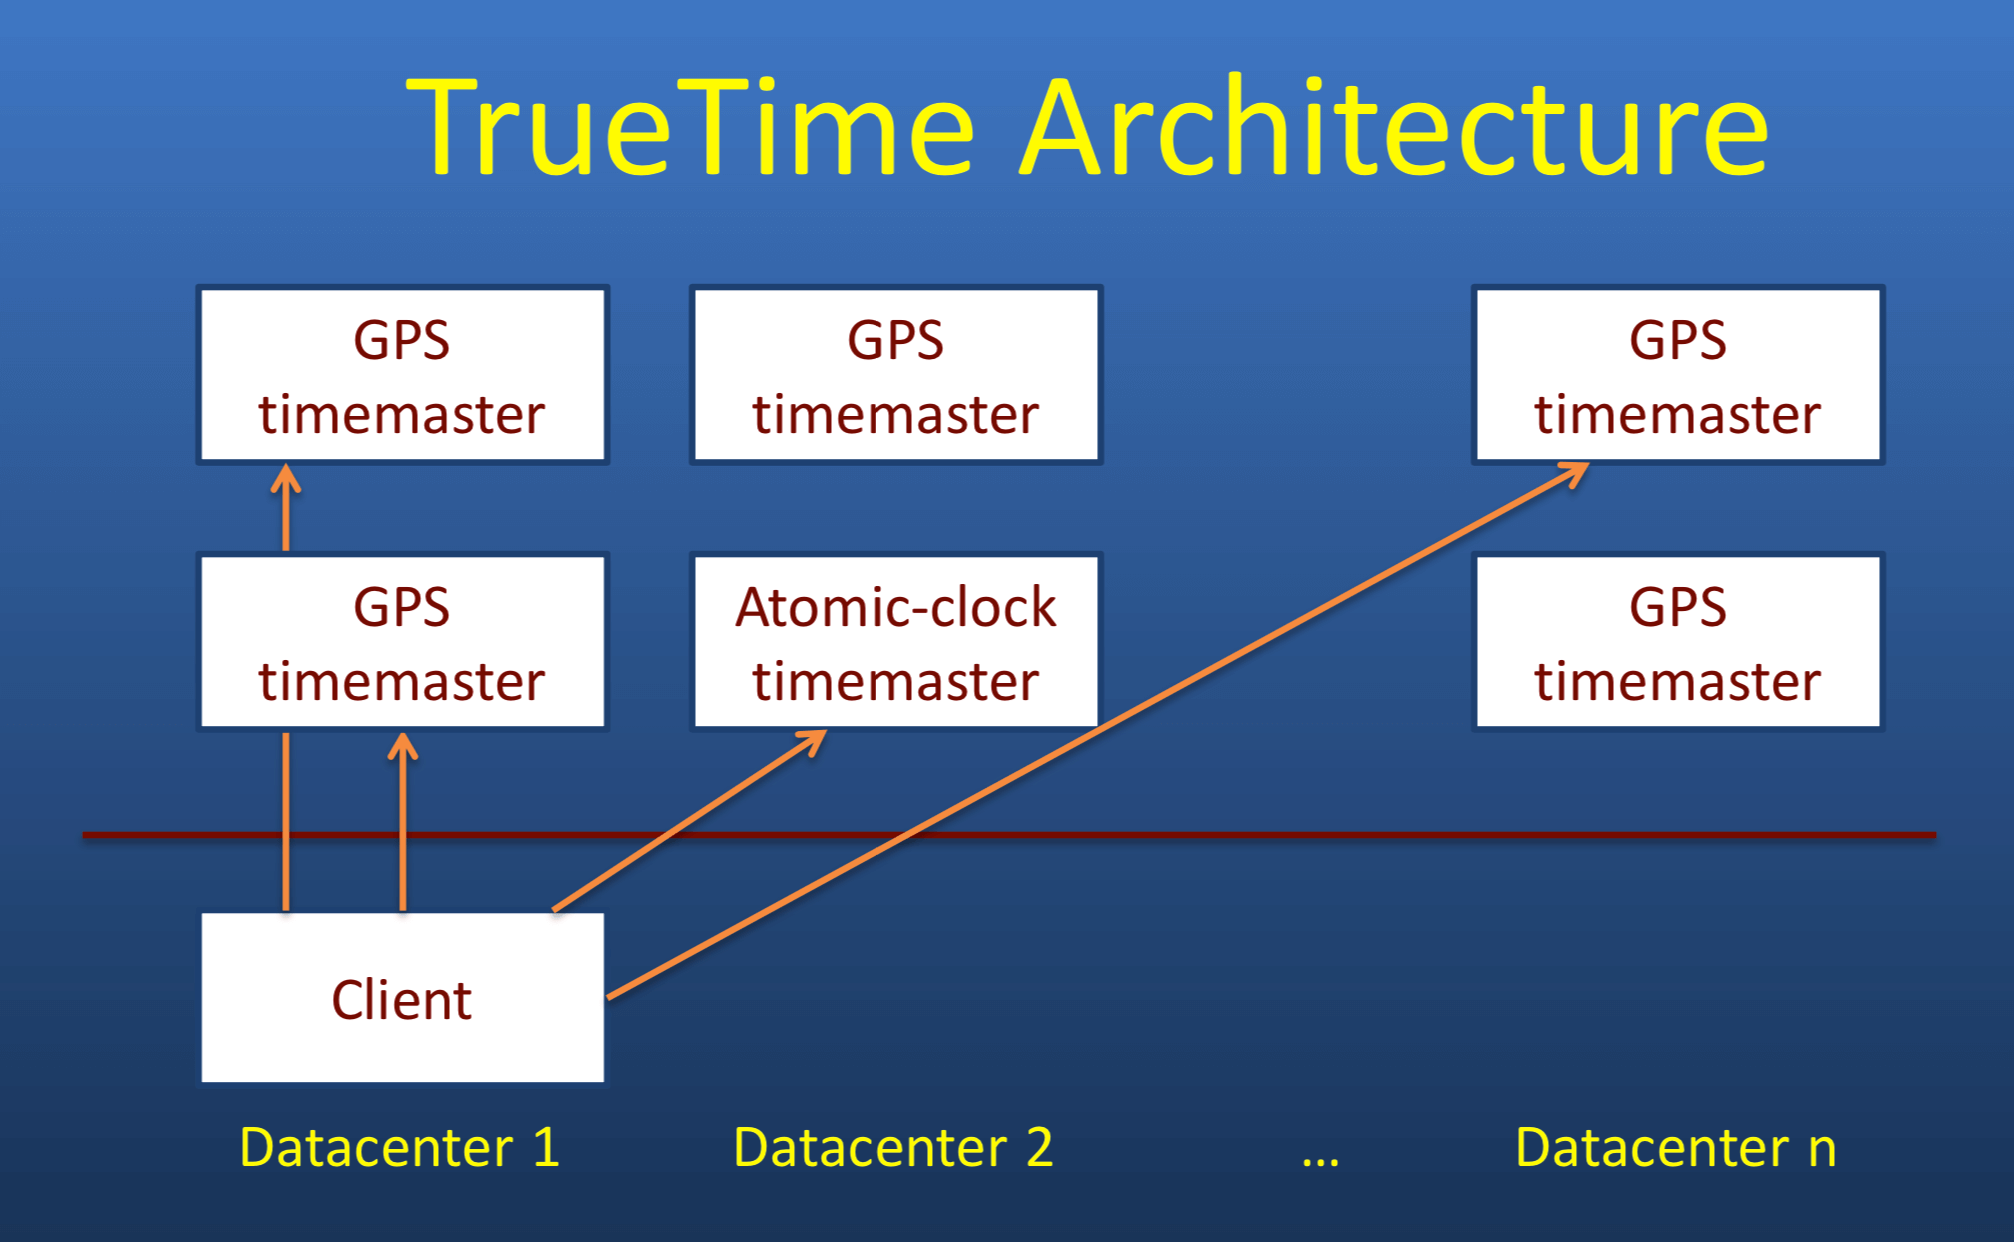 TrueTime Architecture
GPS
timemaster
GPS
timemaster
GPS
timemaster
GPS
timemaster
Atomic-clock
timemaster
GPS
timemaster
Client
Datacenter 1
Datacenter 2
...
Datacenter n